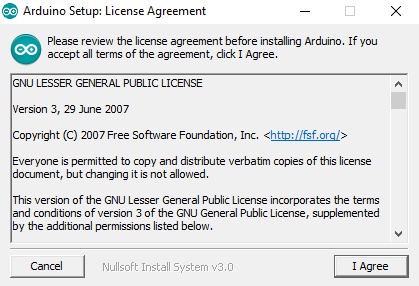 Arduino Setup: License Agreement
Please review the license agreement before installing Arduino. If you
accept all terms of the agreement, click I Agree.
GNU LESSER GENERAL PUBLIC LICENSE
Version 3, 29 June 2007
Copyright (C) 2007 Free Software Foundation, Inc. <http://fsf.org/>
Everyone is permitted to copy and distribute verbatim copies of this license
document, but changing it is not allowed.
This version of the GNU Lesser General Public License incorporates the terms
and conditions of version 3 of the GNU General Public License, supplemented
by the additional permissions listed below.
Cancel
Nullsoft Install System v3.0
I Agree